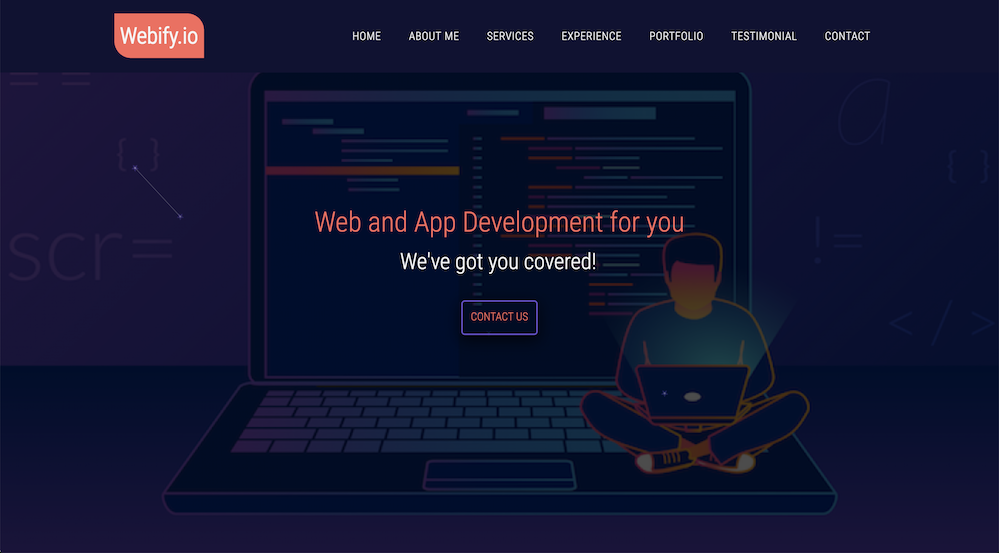 Webify.io
HOME ABOUT ME SERVICES EXPERIENCE PORTFOLIO TESTIMONIAL CONTACT
{ }
a
{ }
scr=
!=
Web and App Development for you
We've got you covered!
CONTACT US
</>